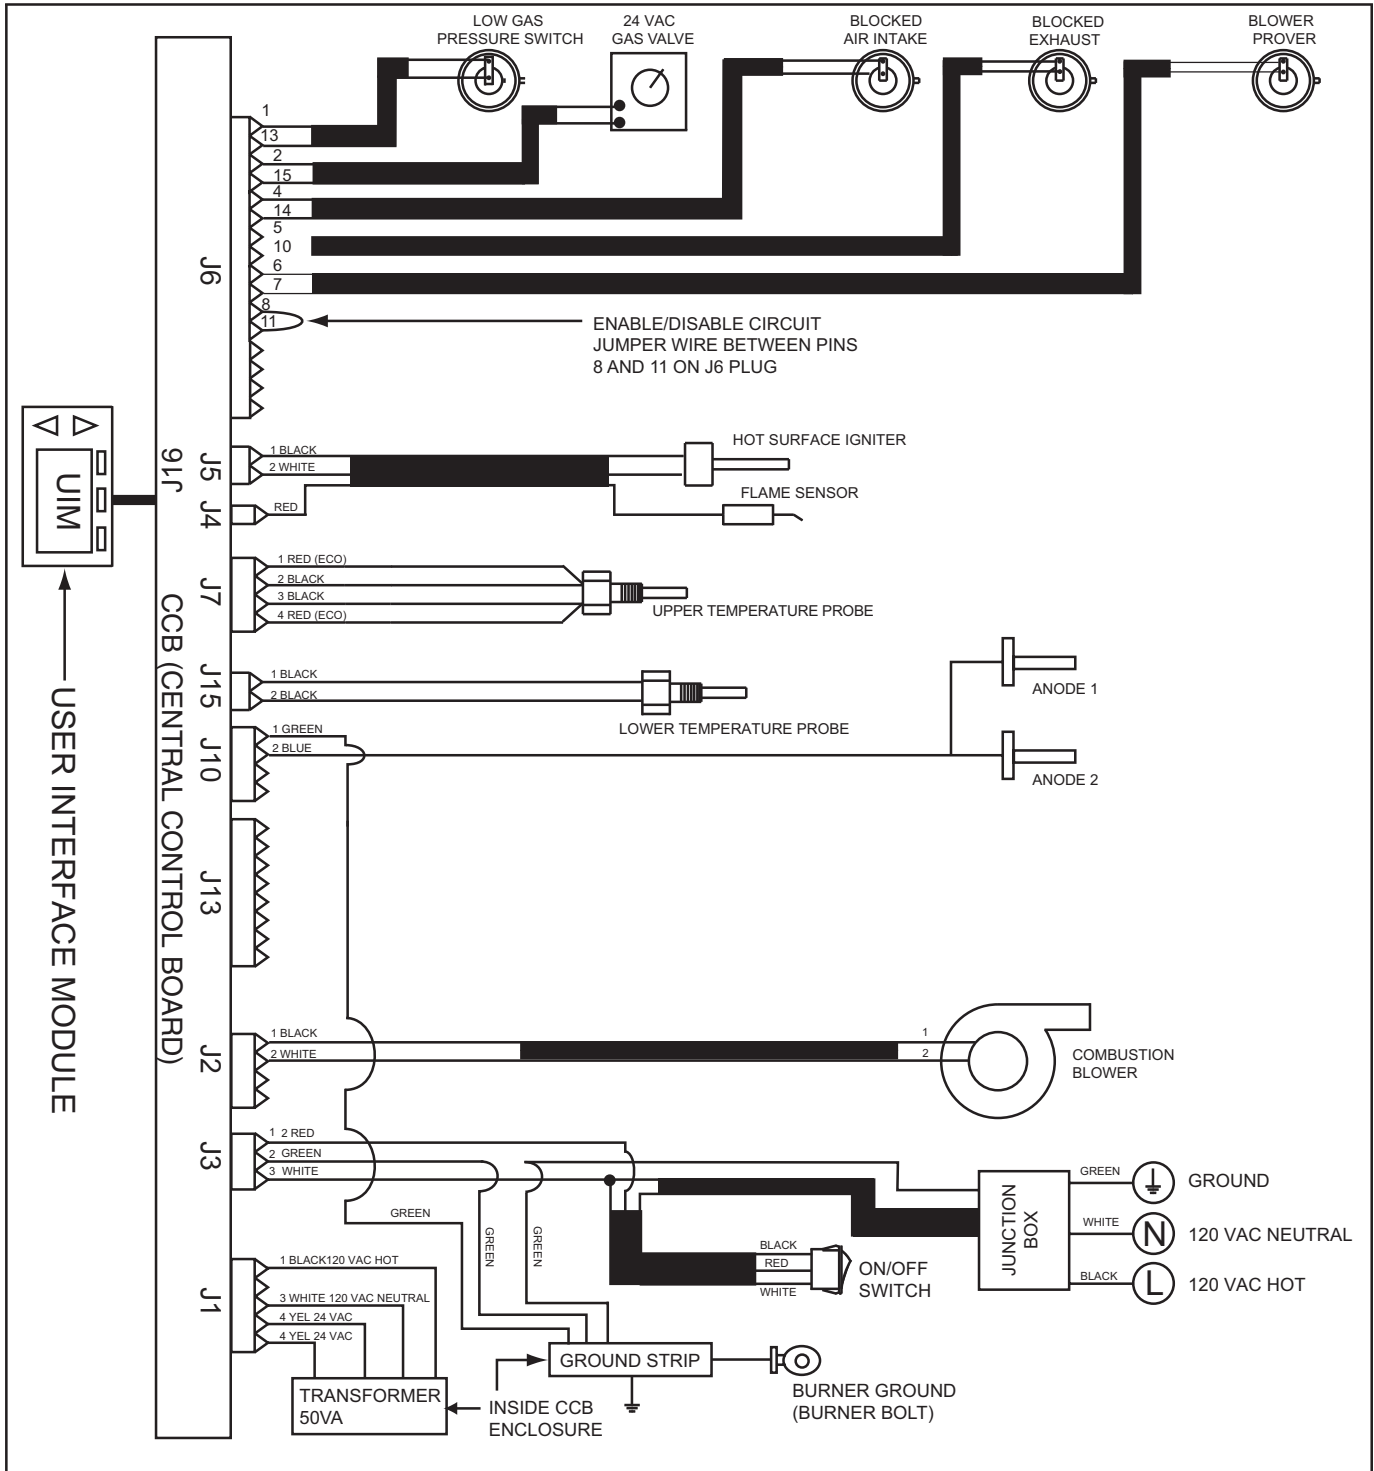 LOW GAS
PRESSURE SWITCH
24 VAC
GAS VALVE
BLOCKED
AIR INTAKE
BLOCKED
EXHAUST
BLOWER
PROVER
1
13
2
15
4
14
5
10
6
7
8
11
J6
ENABLE/DISABLE CIRCUIT
JUMPER WIRE BETWEEN PINS
8 AND 11 ON J6 PLUG
UIM
USER INTERFACE MODULE
J16
CCB (CENTRAL CONTROL BOARD)
J5
1 BLACK
2 WHITE
HOT SURFACE IGNITER
J4
RED
FLAME SENSOR
J7
1 RED (ECO)
2 BLACK
3 BLACK
4 RED (ECO)
UPPER TEMPERATURE PROBE
J15
1 BLACK
2 BLACK
LOWER TEMPERATURE PROBE
J10
1 GREEN
2 BLUE
ANODE 1
ANODE 2
J13
J2
1 BLACK
2 WHITE
1
2
COMBUSTION
BLOWER
J3
1 2 RED
2 GREEN
3 WHITE
GREEN
GREEN
GREEN
BLACK
RED
WHITE
ON/OFF
SWITCH
JUNCTION
BOX
GREEN
GROUND
WHITE
N
120 VAC NEUTRAL
BLACK
L
120 VAC HOT
J1
1 BLACK120 VAC HOT
3 WHITE 120 VAC NEUTRAL
4 YEL 24 VAC
4 YEL 24 VAC
TRANSFORMER
50VA
INSIDE CCB
ENCLOSURE
GROUND STRIP
BURNER GROUND
(BURNER BOLT)